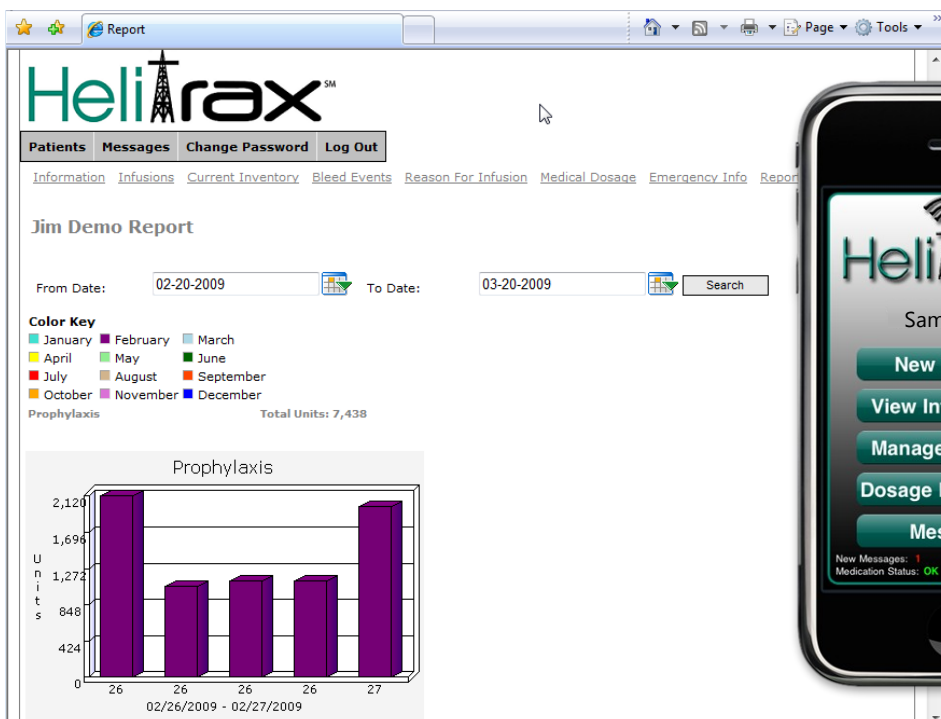 Report
Page
Tools
HeliTrax SM
Patients Messages Change Password Log Out
Information Infusions Current Inventory Bleed Events Reason For Infusion Medical Dosage Emergency Info Repor
Jim Demo Report
From Date: 02-20-2009 To Date: 03-20-2009 Search
Color Key
January February March
April May June
July August September
October November December
Prophylaxis Total Units: 7,438
Prophylaxis
2,120
1,696
1,272
848
424
0
Units
26 26 26 26 27
02/26/2009 - 02/27/2009
Heli
Sam
New
View In
Manage
Dosage
Mes
New Messages: 1
Medication Status: OK